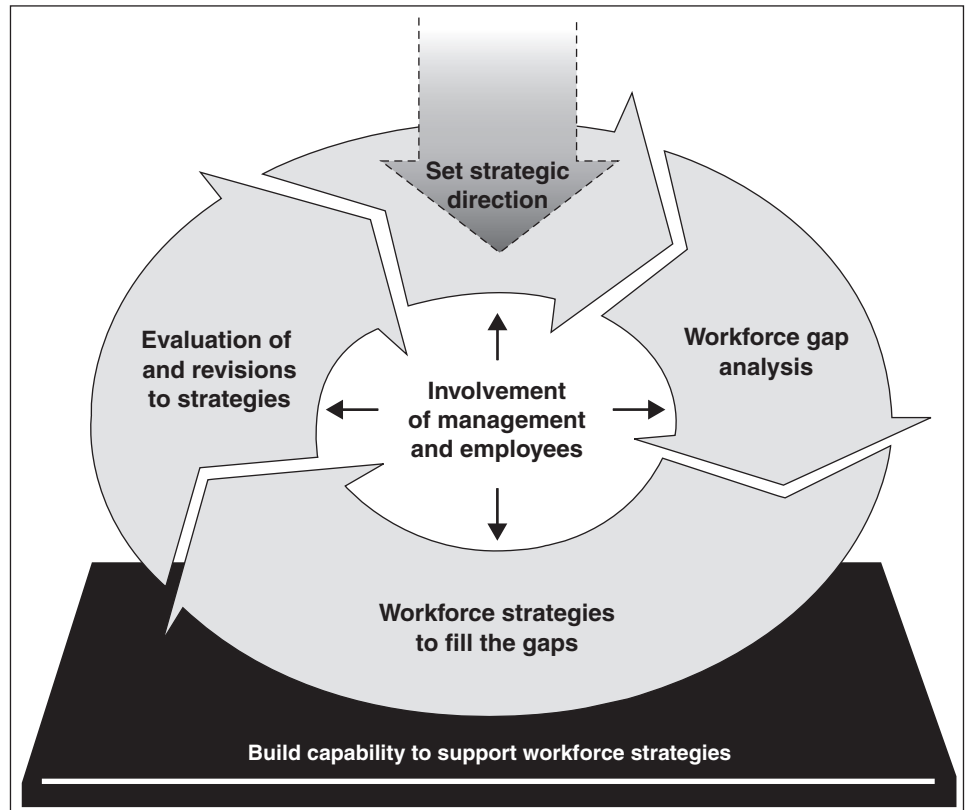 Set strategic
direction
Workforce gap
analysis
Evaluation of
and revisions
to strategies
Involvement
of management
and employees
Workforce strategies
to fill the gaps
Build capability to support workforce strategies